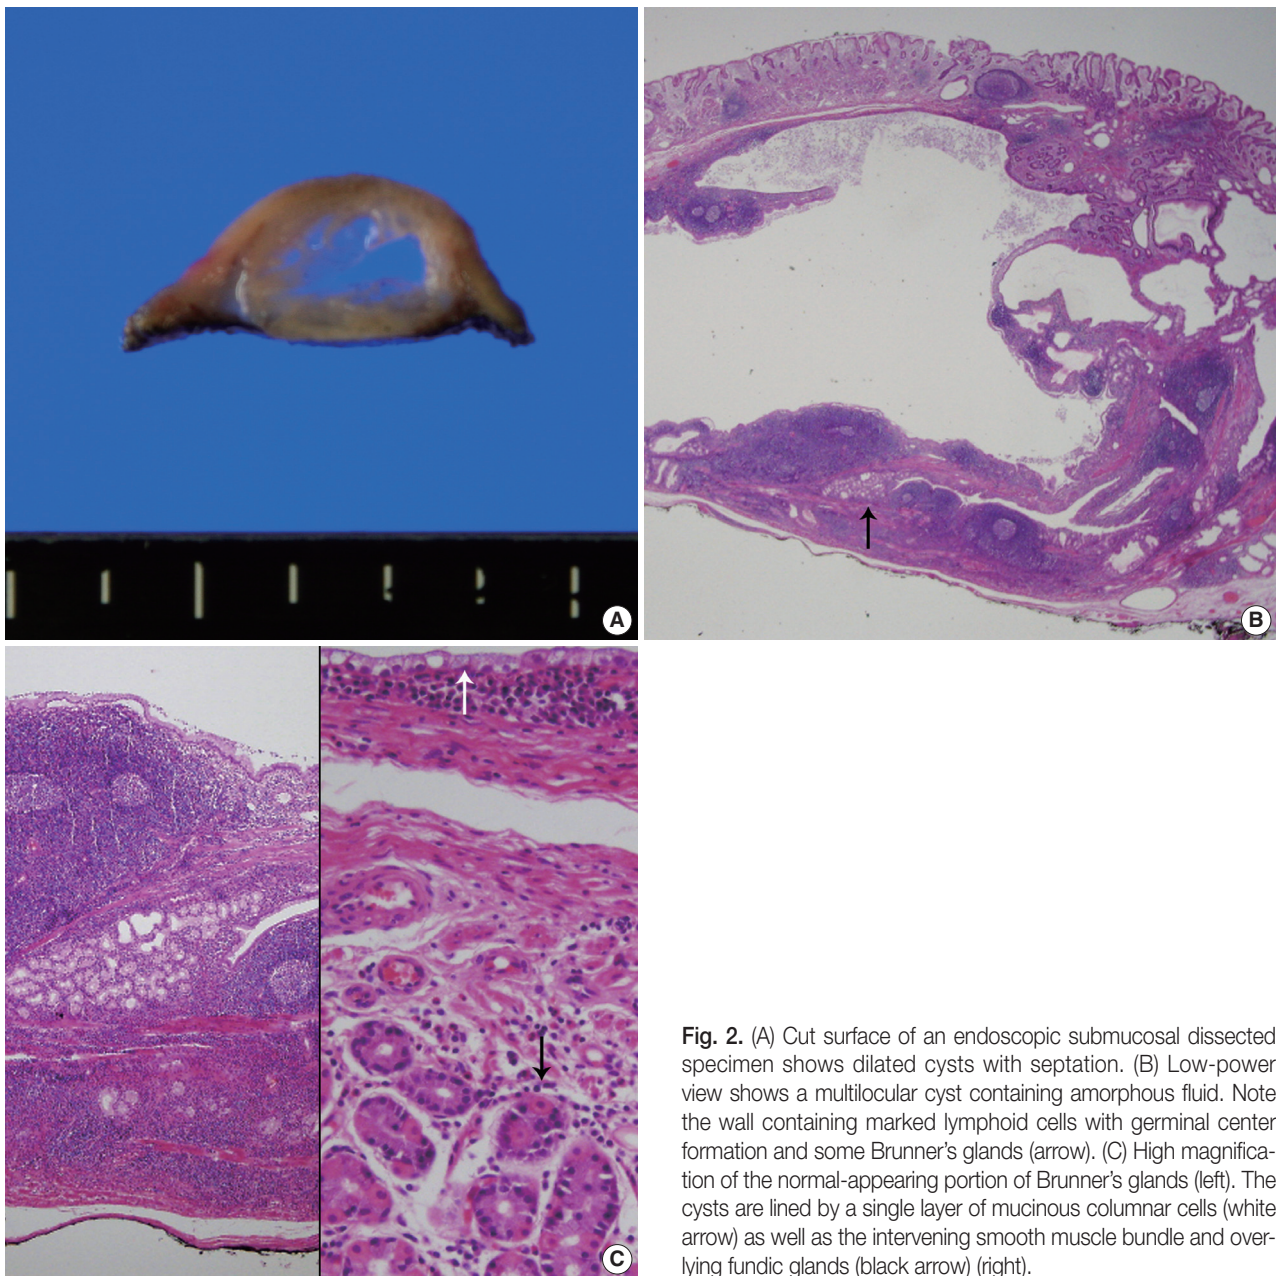 A
B
C
Fig. 2. (A) Cut surface of an endoscopic submucosal dissected
specimen shows dilated cysts with septation. (B) Low-power
view shows a multilocular cyst containing amorphous fluid. Note
the wall containing marked lymphoid cells with germinal center
formation and some Brunner’s glands (arrow). (C) High magnifica-
tion of the normal-appearing portion of Brunner’s glands (left). The
cysts are lined by a single layer of mucinous columnar cells (white
arrow) as well as the intervening smooth muscle bundle and over-
lying fundic glands (black arrow) (right).